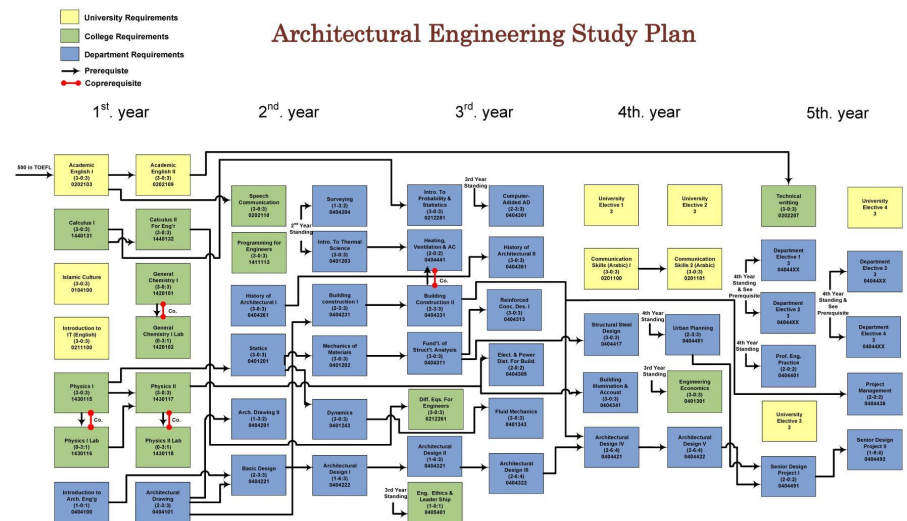 University Requirements
College Requirements
Department Requirements
Prerequiste
Coprerequisite
Architectural Engineering Study Plan
1st. year
2nd. year
3rd. year
4th. year
5th. year
500 in TOEFL
Academic
English I
(3-0:3)
0202103
Academic
English II
(3-0:3)
0202109
Calculus I
(3-0:3)
1440131
Calculus II
For Eng'r
(3-0:3)
1440132
Islamic Culture
(3-0:3)
0104100
General
Chemistry I
(3-0:3)
1420101
Co.
General
Chemistry I Lab
(0-3:1)
1420102
Introduction to
IT (English)
(3-0:3)
0211100
Physics I
(3-0:3)
1430115
Co.
Physics I Lab
(0-3:1)
1430116
Physics II
(3-0:3)
1430117
Co.
Physics II Lab
(0-3:1)
1430118
Introduction to
Arch. Eng'g
(1-0:1)
0404100
Architectural
Drawing
(2-3:3)
0404101
Speech
Communication
(3-0:3)
0202110
Programming for
Engineers
(3-0:3)
1411113
History of
Architectural I
(3-0:3)
0404261
Statics
(3-0:3)
0401201
Arch. Drawing II
(1-3:2)
0404201
Basic Design
(2-3:3)
0404221
2nd Year
Standing
Surveying
(1-3:2)
0404204
Intro. To Thermal
Science
(3-0:3)
0401203
Building
construction I
(2-3:3)
0404231
Mechanics of
Materials
(3-0:3)
0401202
Dynamics
(3-0:3)
0401243
Architectural
Design I
(1-6:3)
0404222
Intro. To
Probability &
Statistics
(3-0:3)
0212281
Heating,
Ventilation & AC
(2-0:2)
0404441
Co.
Building
Construction II
(2-3:3)
0404331
Fund'l. of
Struct'l. Analysis
(3-0:3)
0404311
Diff. Eqs. For
Engineers
(3-0:3)
0212261
Architectural
Design II
(1-6:3)
0404321
3rd Year
Standing
Eng. Ethics &
Leader Ship
(1-0:1)
0405401
3rd Year
Standing
Computer-
Adided AD
(2-3:3)
0404301
History of
Architectural II
(3-0:3)
0404361
Reinforced
Conc. Des. I
(3-0:3)
0404313
Elect. & Power
Dist. For Build.
(2-0:2)
0404305
Fluid Mechanics
(3-0:3)
0401343
Architectural
Design III
(2-6:4)
0404322
University
Elective 1
3
University
Elective 2
3
Communication
Skills (Arabic) I
(3-0:3)
0201100
Communication
Skills (Arabic) II
(3-0:3)
0201101
Structural Steel
Design
(3-0:3)
0404417
4th Year
Standing
Urban Planning
(2-3:3)
0404451
Building
Illumination &
Accoust
(3-0:3)
0404341
3rd Year
Standing
Engineering
Economics
(3-0:3)
0401301
Architectural
Design IV
(2-6:4)
0404421
Architectural
Design V
(2-6:4)
0404422
Technical
writting
(3-0:3)
0202207
University
Elective 4
3
Department
Elective 1
3
04044XX
4th Year
Standing
& See
Prerequisite
Department
Elective 2
3
04044XX
Department
Elective 3
3
04044XX
4th Year
Standing &
See
Prerequisite
Department
Elective 4
3
04044XX
4th Year
Standing
Prof. Eng.
Practice
(2-0:2)
0404401
Project
Management
(2-0:2)
0404438
University
Elective 3
3
Senior Design
Project I
(2-0:2)
0404491
Senior Design
Project II
(1-9:4)
0404492